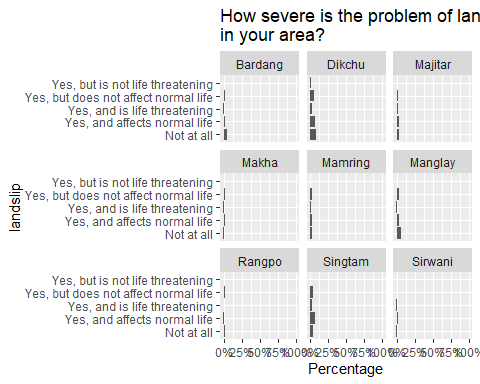 How severe is the problem of lan
in your area?
Bardang Dikchu Majitar
Yes, but is not life threatening
Yes, but does not affect normal life
Yes, and is life threatening
Yes, and affects normal life
Not at all
Makha Mamring Manglay
Yes, but is not life threatening
Yes, but does not affect normal life
Yes, and is life threatening
Yes, and affects normal life
Not at all
landslip
Rangpo Singtam Sirwani
Yes, but is not life threatening
Yes, but does not affect normal life
Yes, and is life threatening
Yes, and affects normal life
Not at all
0% 25% 50% 75% 100% 0% 25% 50% 75% 100% 0% 25% 50% 75% 100%
Percentage